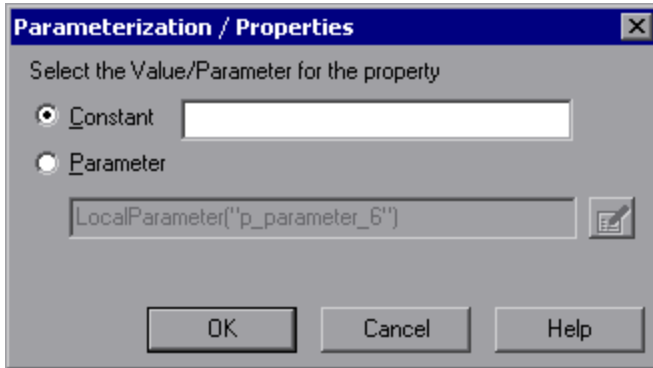 Parameterization / Properties
Select the Value/Parameter for the property
Constant
Parameter
LocalParameter("p_parameter_6")
OK Cancel Help